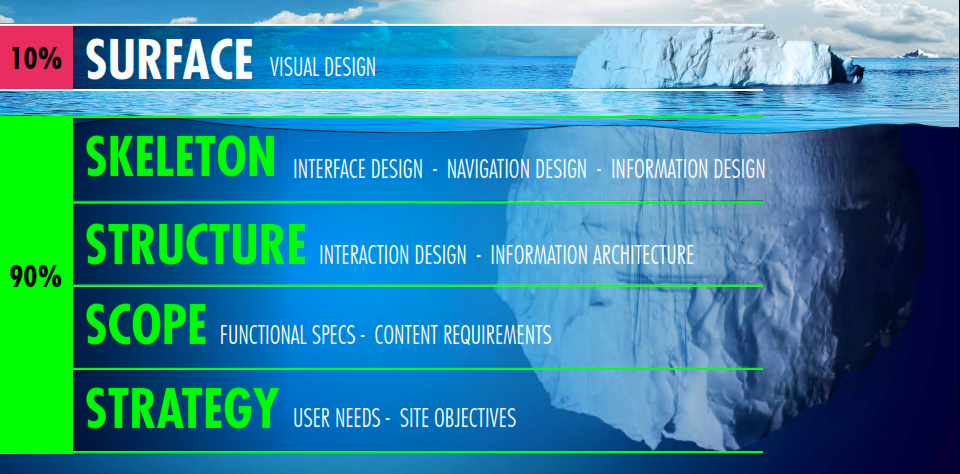 10% SURFACE VISUAL DESIGN
SKELETON INTERFACE DESIGN - NAVIGATION DESIGN - INFORMATION DESIGN
STRUCTURE INTERACTION DESIGN - INFORMATION ARCHITECTURE
90%
SCOPE FUNCTIONAL SPECS - CONTENT REQUIREMENTS
STRATEGY USER NEEDS - SITE OBJECTIVES